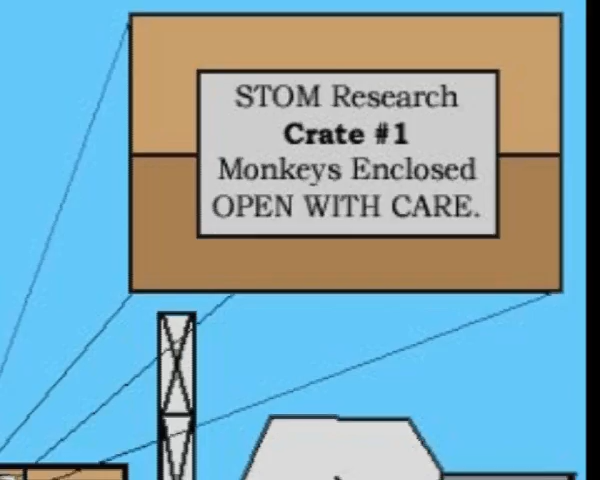 STOM Research
Crate #1
Monkeys Enclosed
OPEN WITH CARE.